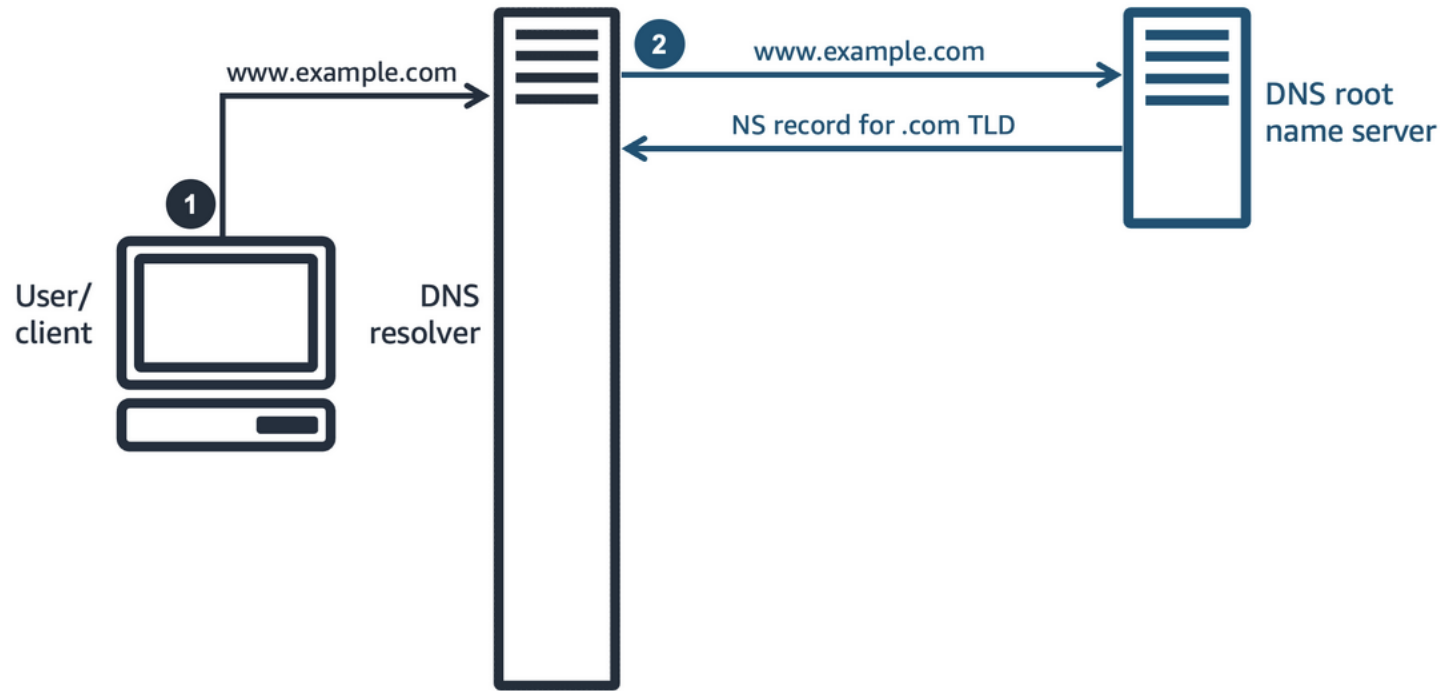 www.example.com
1
User/
client
DNS
resolver
2
www.example.com
NS record for .com TLD
DNS root
name server